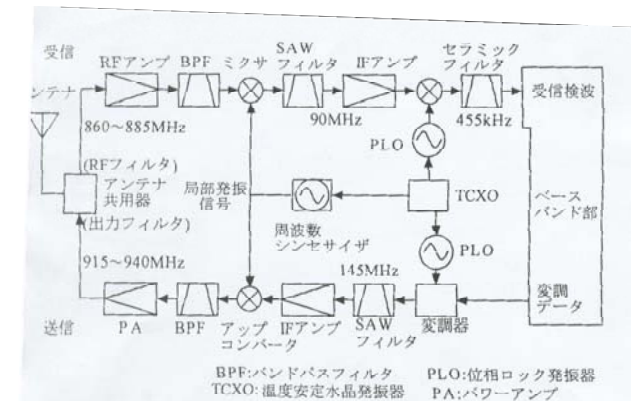 受信
RFアンプ
BPF
ミクサ
SAW
フィルタ
IFアンプ
セラミック
フィルタ
ンテナ
860～885MHz
90MHz
455kHz
受信検波
PLO
(RFフィルタ)
アンテナ
共用器
(出力フィルタ)
局部発振
信号
周波数
シンセサイザ
TCXO
ベース
バンド部
PLO
915～940MHz
145MHz
変調
データ
送信
PA
BPF
アップ
コンバータ
IFアンプ
SAW
フィルタ
変調器
BPF:バンドパスフィルタ
PLO:位相ロック発振器
TCXO:温度安定水晶発振器
PA:パワーアンプ